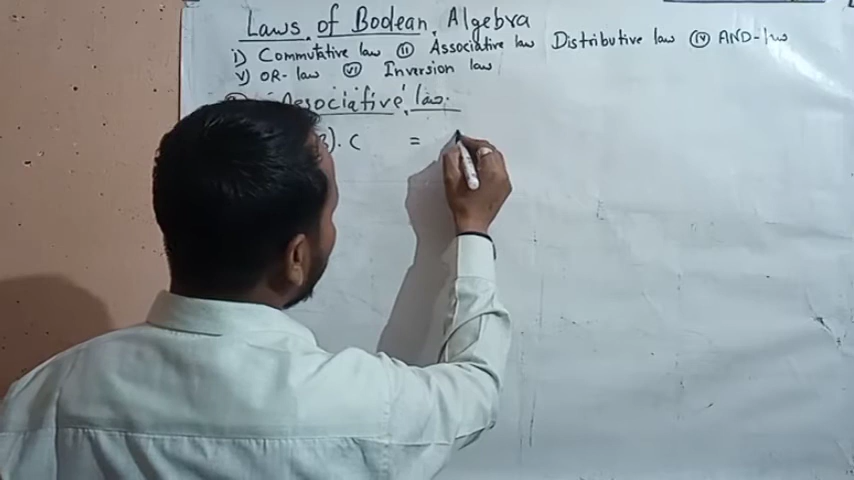 Laws of Boolean Algebra
i) Commutative law (ii) Associative law Distributive law (iv) AND-law
v) OR-law (vi) Inversion law
Associative law.
B). C =